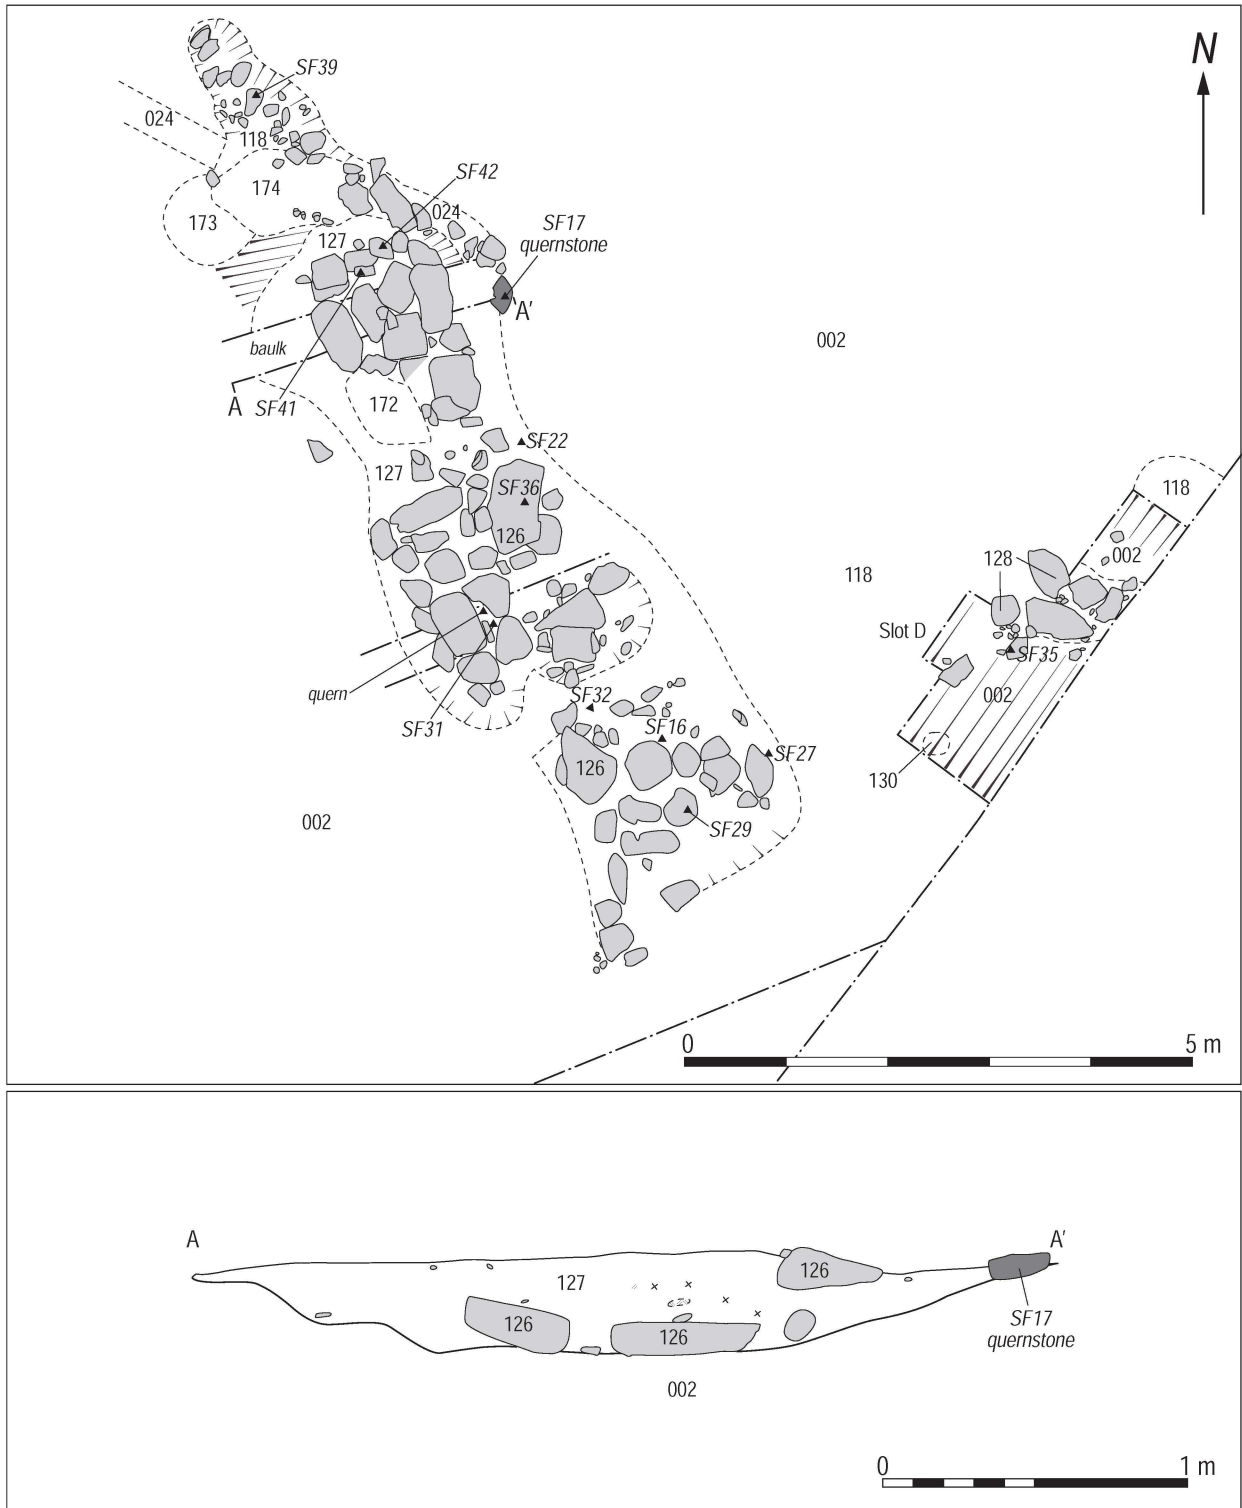 N
SF39
024
118
SF42
174
024
SF17
quernstone
173
127
A'
002
baulk
A
SF41
172
SF22
127
SF36
118
126
002
128
118
Slot D
SF35
quern
002
SF31
SF32
SF16
126
SF27
130
002
SF29
0
5 m
A
A'
127
126
126
126
SF17
quernstone
002
0
1 m